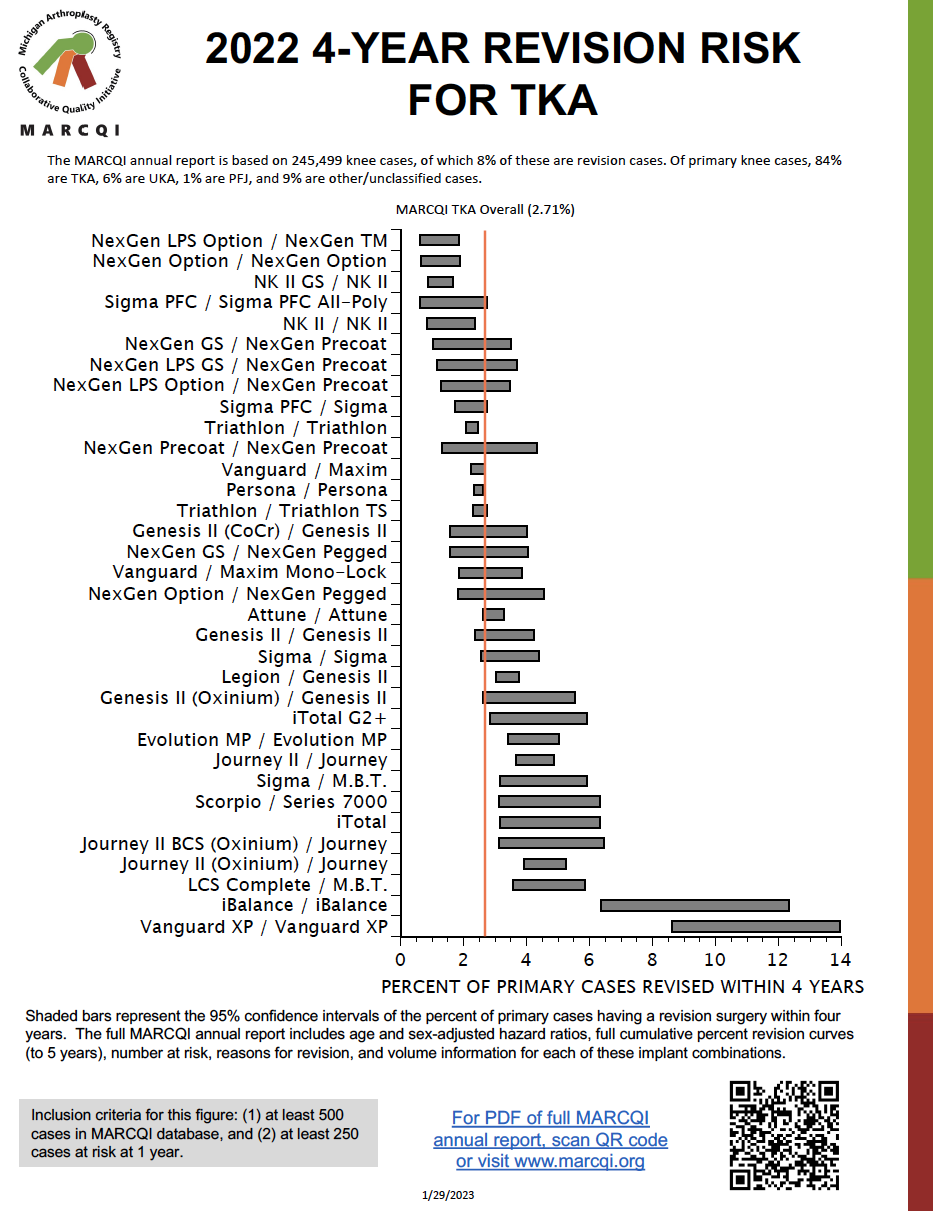 Michigan Arthroplasty Registry
Collaborative Quality Initiative
MARCQI
2022 4-YEAR REVISION RISK
FOR TKA
The MARCQI annual report is based on 245,499 knee cases, of which 8% of these are revision cases. Of primary knee cases, 84%
are TKA, 6% are UKA, 1% are PFJ, and 9% are other/unclassified cases.
MARCQI TKA Overall (2.71%)
NexGen LPS Option / NexGen TM
NexGen Option / NexGen Option
NK II GS / NK II
Sigma PFC / Sigma PFC All-Poly
NK II / NK II
NexGen GS / NexGen Precoat
NexGen LPS GS / NexGen Precoat
NexGen LPS Option / NexGen Precoat
Sigma PFC / Sigma
Triathlon / Triathlon
NexGen Precoat / NexGen Precoat
Vanguard / Maxim
Persona / Persona
Triathlon / Triathlon TS
Genesis II (CoCr) / Genesis II
NexGen GS / NexGen Pegged
Vanguard / Maxim Mono-Lock
NexGen Option / NexGen Pegged
Attune / Attune
Genesis II / Genesis II
Sigma / Sigma
Legion / Genesis II
Genesis II (Oxinium) / Genesis II
iTotal G2+
Evolution MP / Evolution MP
Journey II / Journey
Sigma / M.B.T.
Scorpio / Series 7000
iTotal
Journey II BCS (Oxinium) / Journey
Journey II (Oxinium) / Journey
LCS Complete / M.B.T.
iBalance / iBalance
Vanguard XP / Vanguard XP
0 2 4 6 8 10 12 14
PERCENT OF PRIMARY CASES REVISED WITHIN 4 YEARS
Shaded bars represent the 95% confidence intervals of the percent of primary cases having a revision surgery within four
years. The full MARCQI annual report includes age and sex-adjusted hazard ratios, full cumulative percent revision curves
(to 5 years), number at risk, reasons for revision, and volume information for each of these implant combinations.
Inclusion criteria for this figure: (1) at least 500
cases in MARCQI database, and (2) at least 250
cases at risk at 1 year.
For PDF of full MARCQI
annual report, scan QR code
or visit www.marcqi.org
1/29/2023